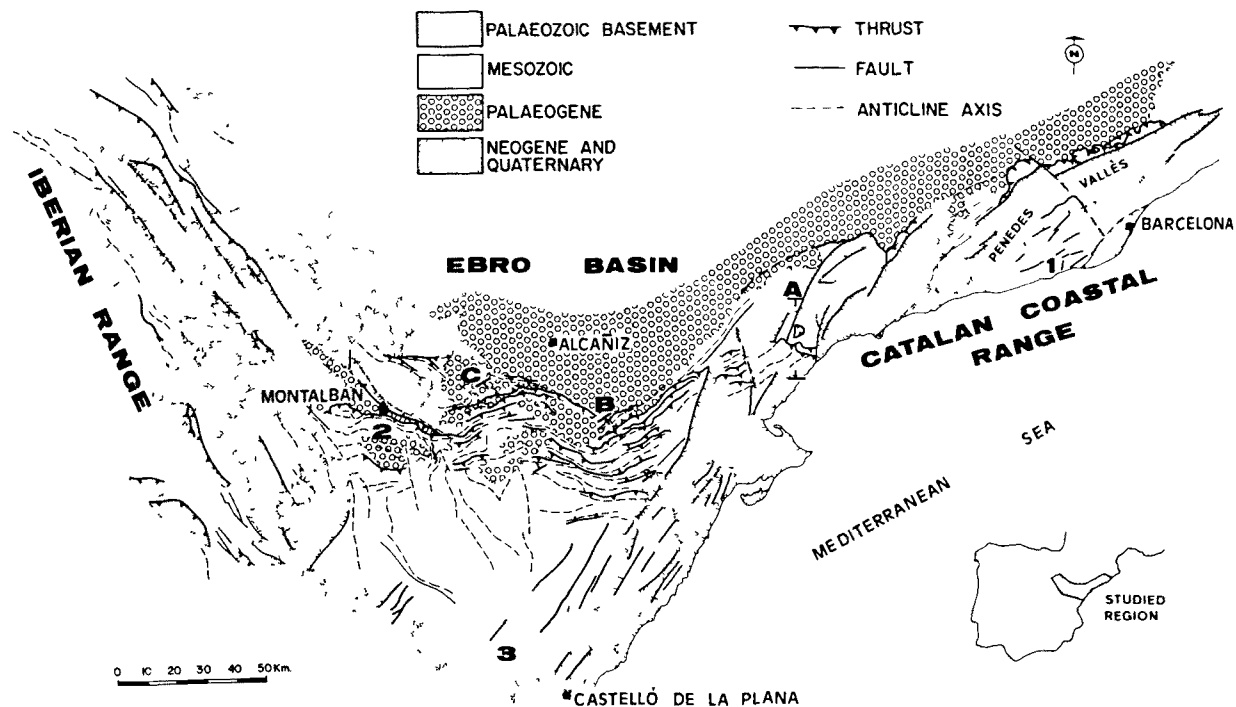 PALAEOZOIC BASEMENT
MESOZOIC
PALAEOGENE
NEOGENE AND
QUATERNARY
THRUST
FAULT
ANTICLINE AXIS
N
IBERIAN RANGE
EBRO BASIN
ALCAÑIZ
MONTALBAN
A
D
C
B
1
2
3
PENEDES
VALLÈS
BARCELONA
CATALAN COASTAL
RANGE
MEDITERRANEAN
SEA
STUDIED
REGION
0 10 20 30 40 50 Km.
CASTELLÓ DE LA PLANA